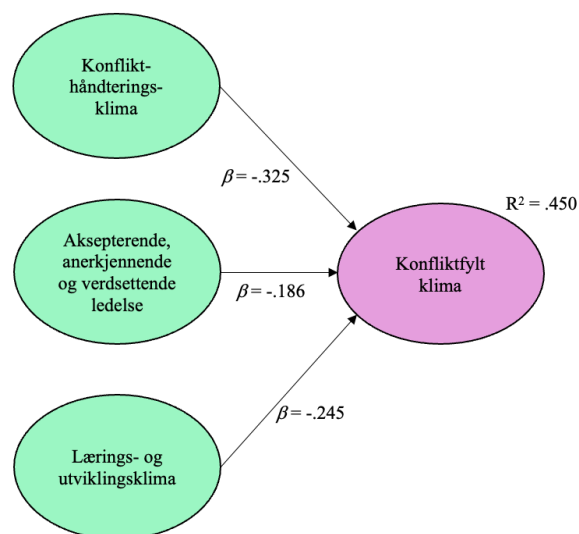 Konflikt-
håndterings-
klima
β = -.325
R² = .450
Aksepterende,
anerkjennende
og verdsettende
ledelse
β = -.186
Konfliktfylt
klima
β = -.245
Lærings- og
utviklingsklima